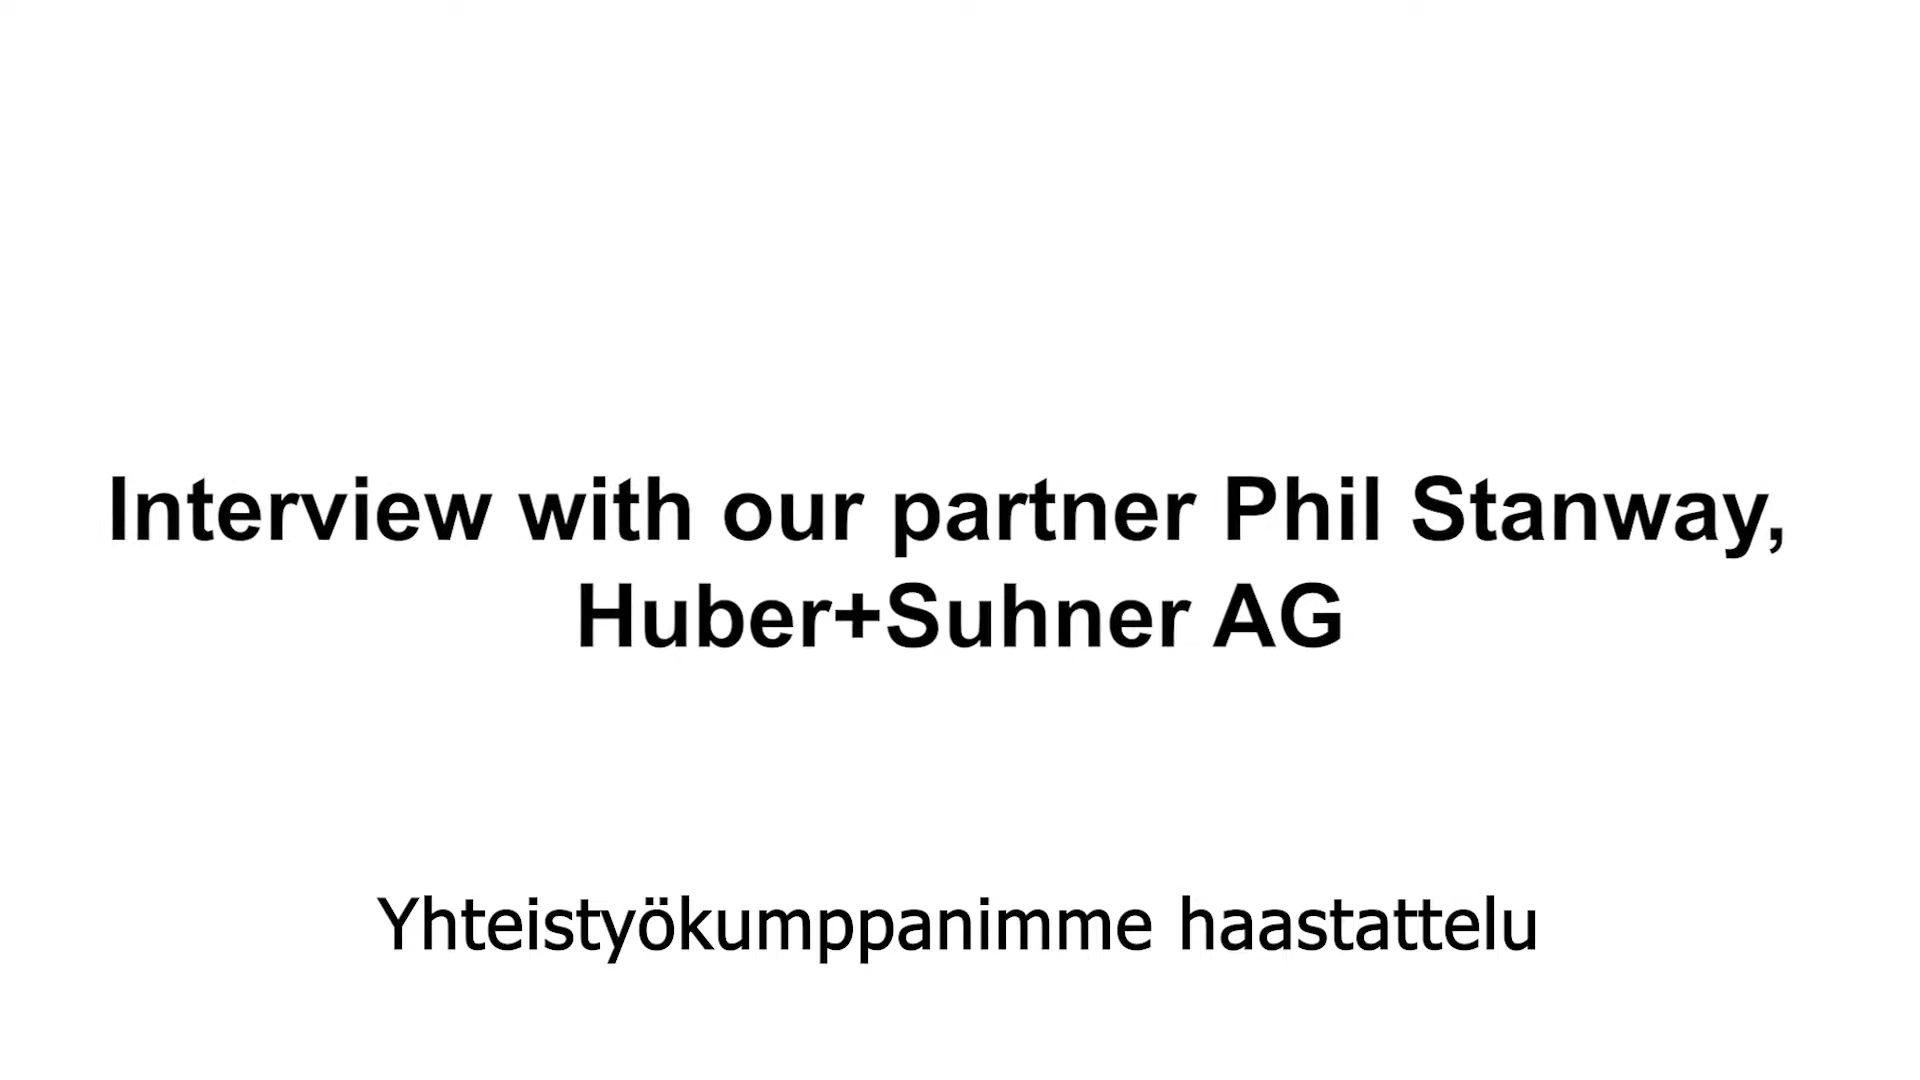 Interview with our partner Phil Stanway,
Huber+Suhner AG
Yhteistyökumppanimme haastattelu